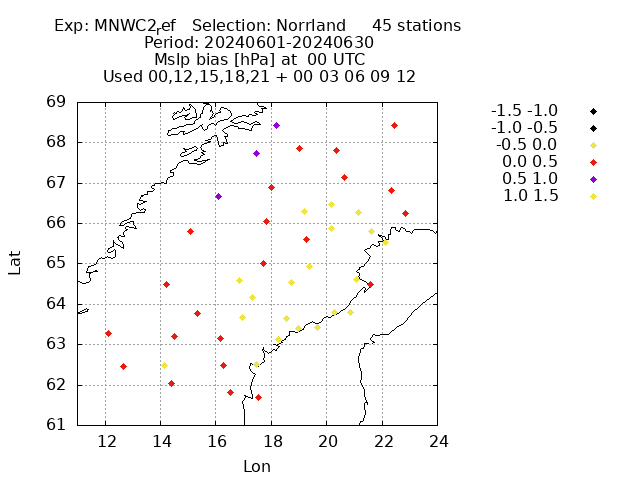 Exp: MNWC2ref   Selection: Norrland     45 stations
Period: 20240601-20240630
Mslp bias [hPa] at  00 UTC
Used 00,12,15,18,21 + 00 03 06 09 12
-1.5 -1.0
-1.0 -0.5
-0.5 0.0
0.0 0.5
0.5 1.0
1.0 1.5
69
68
67
66
65
64
63
62
61
Lat
12 14 16 18 20 22 24
Lon